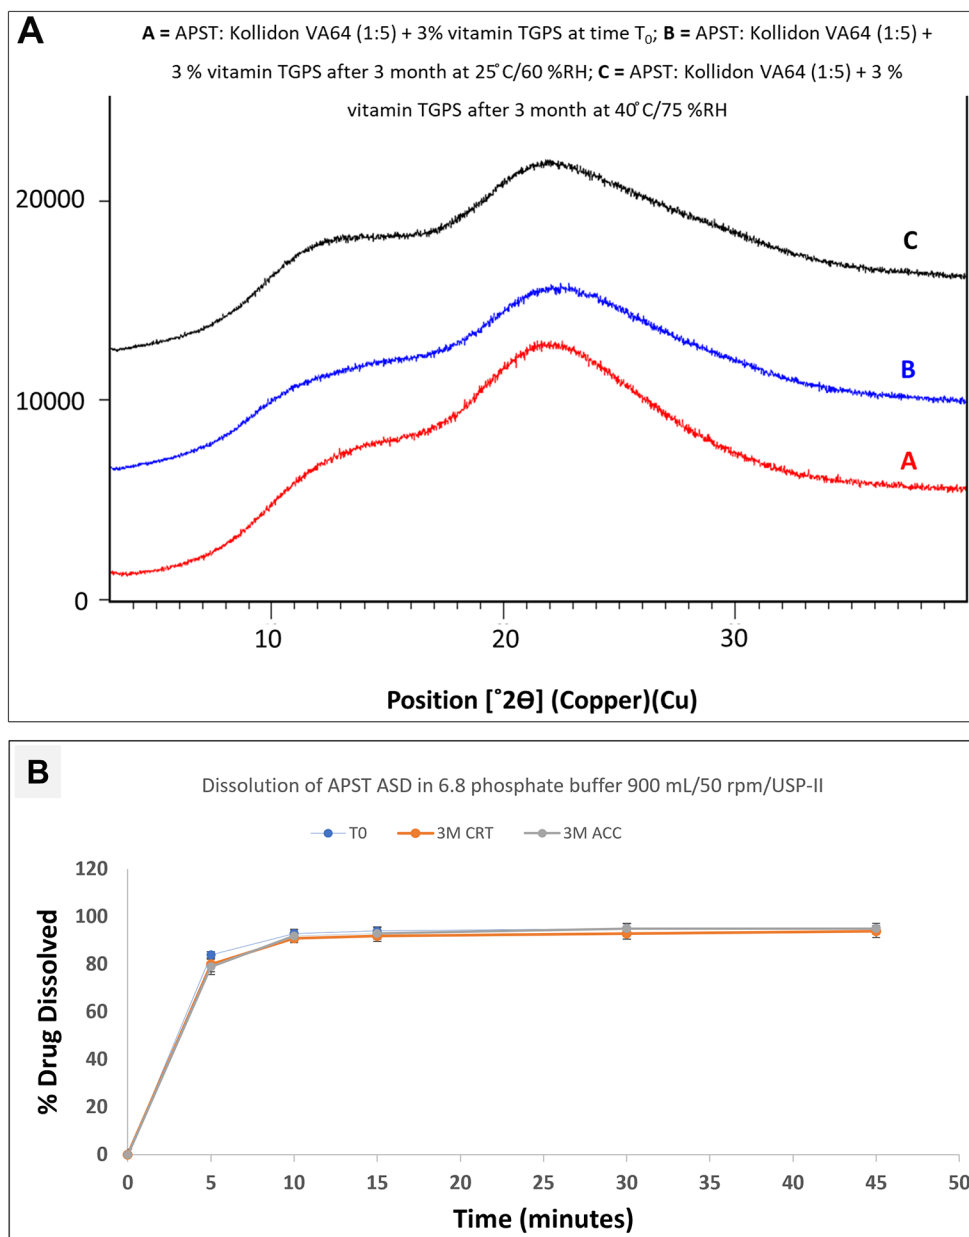 A
A = APST: Kollidon VA64 (1:5) + 3% vitamin TGPS at time T0; B = APST: Kollidon VA64 (1:5) +
3 % vitamin TGPS after 3 month at 25˚C/60 %RH; C = APST: Kollidon VA64 (1:5) + 3 %
vitamin TGPS after 3 month at 40˚C/75 %RH
20000
C
B
10000
A
0
10 20 30
Position [˚2Θ] (Copper)(Cu)
B
Dissolution of APST ASD in 6.8 phosphate buffer 900 mL/50 rpm/USP-II
T0 3M CRT 3M ACC
120
100
80
60
40
20
0
% Drug Dissolved
0 5 10 15 20 25 30 35 40 45 50
Time (minutes)